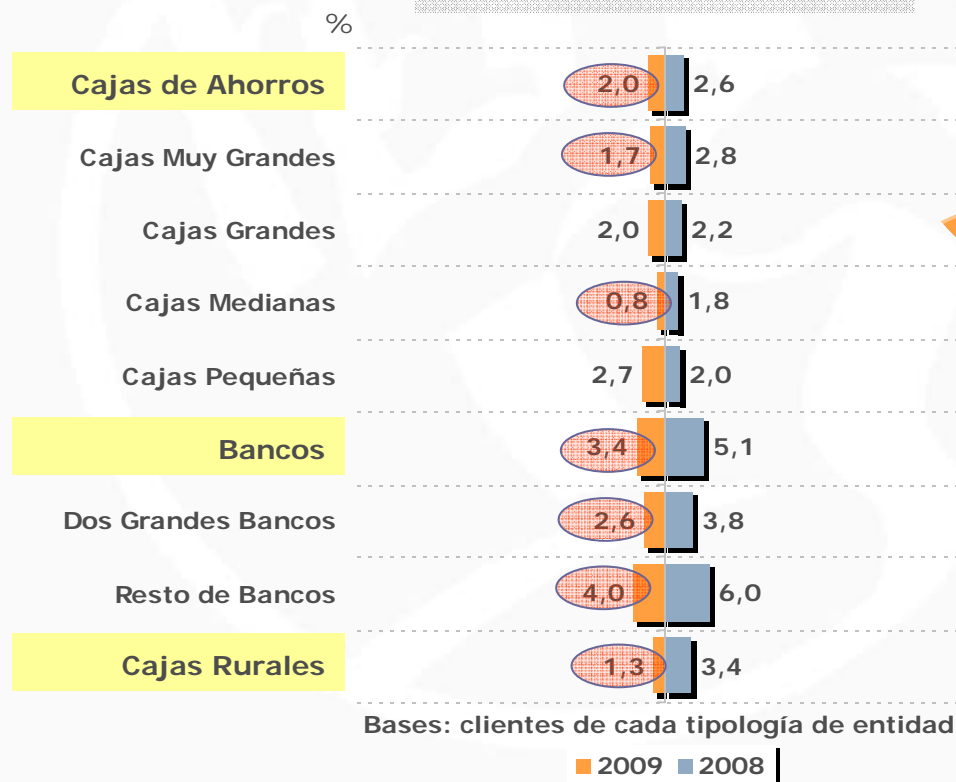 %
Cajas de Ahorros 2,0 2,6
Cajas Muy Grandes 1,7 2,8
Cajas Grandes 2,0 2,2
Cajas Medianas 0,8 1,8
Cajas Pequeñas 2,7 2,0
Bancos 3,4 5,1
Dos Grandes Bancos 2,6 3,8
Resto de Bancos 4,0 6,0
Cajas Rurales 1,3 3,4
Bases: clientes de cada tipología de entidad
2009 2008